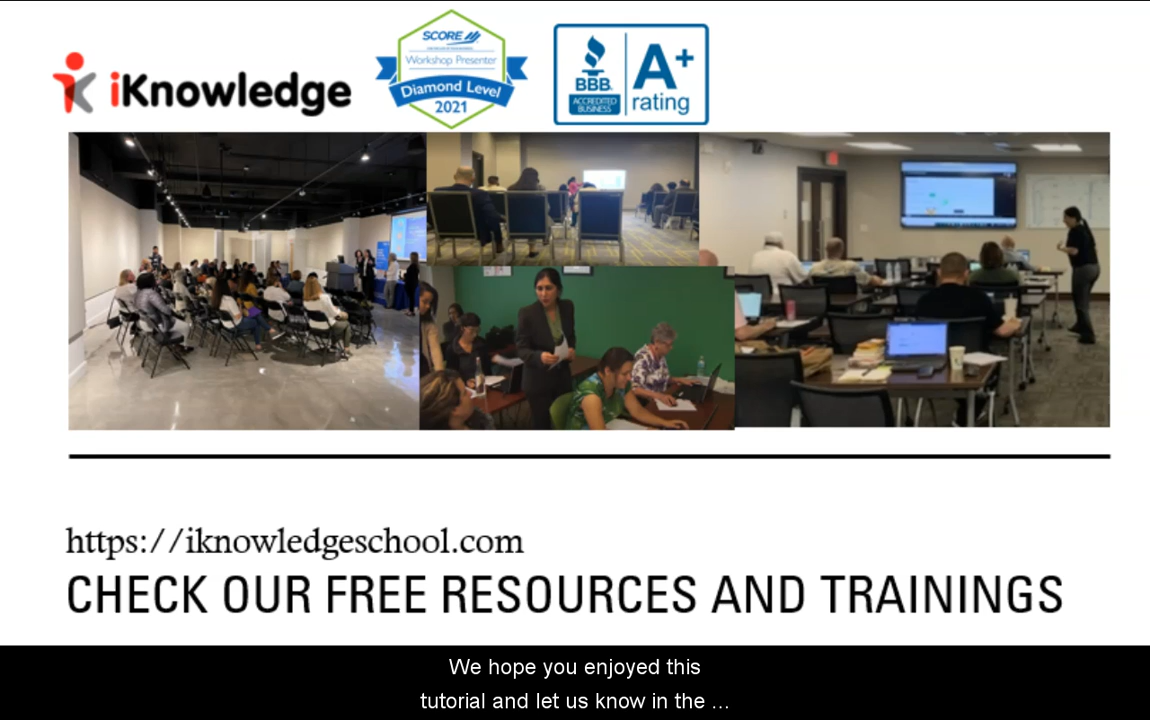 iKnowledge
SCORE
Workshop Presenter
Diamond Level
2021
BBB
ACCREDITED
BUSINESS
A+
rating
https://iknowledgeschool.com
CHECK OUR FREE RESOURCES AND TRAININGS
We hope you enjoyed this
tutorial and let us know in the ...